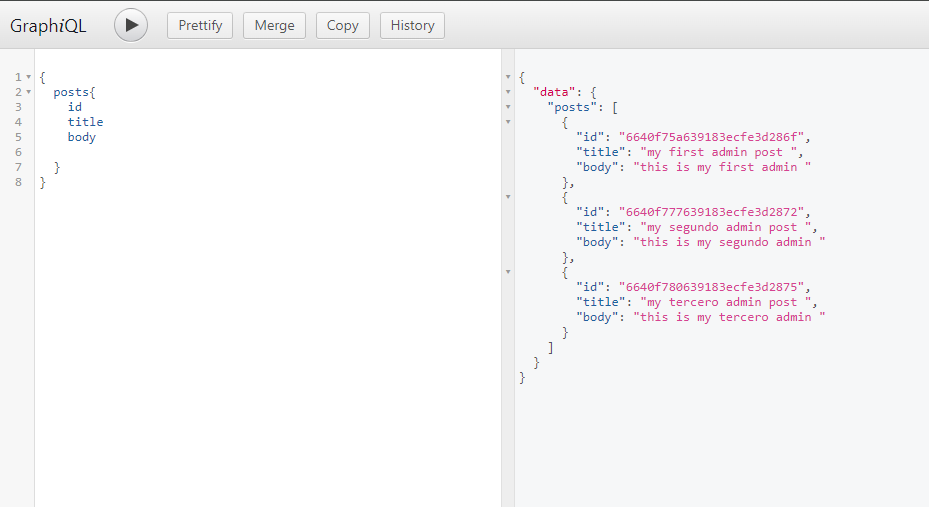 GraphiQL Prettify Merge Copy History
1 {
2 posts{
3 id
4 title
5 body
6
7 }
8 }
{
"data": {
"posts": [
{
"id": "6640f75a639183ecfe3d286f",
"title": "my first admin post ",
"body": "this is my first admin "
},
{
"id": "6640f777639183ecfe3d2872",
"title": "my segundo admin post ",
"body": "this is my segundo admin "
},
{
"id": "6640f780639183ecfe3d2875",
"title": "my tercero admin post ",
"body": "this is my tercero admin "
}
]
}
}